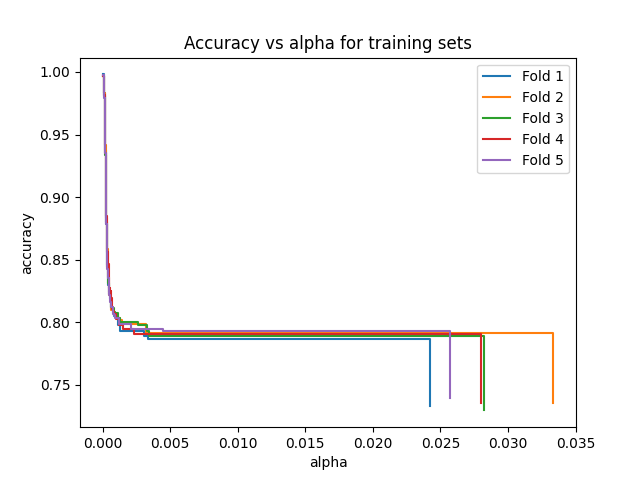 Accuracy vs alpha for training sets
Fold 1
Fold 2
Fold 3
Fold 4
Fold 5
accuracy
1.00
0.95
0.90
0.85
0.80
0.75
0.000 0.005 0.010 0.015 0.020 0.025 0.030 0.035
alpha